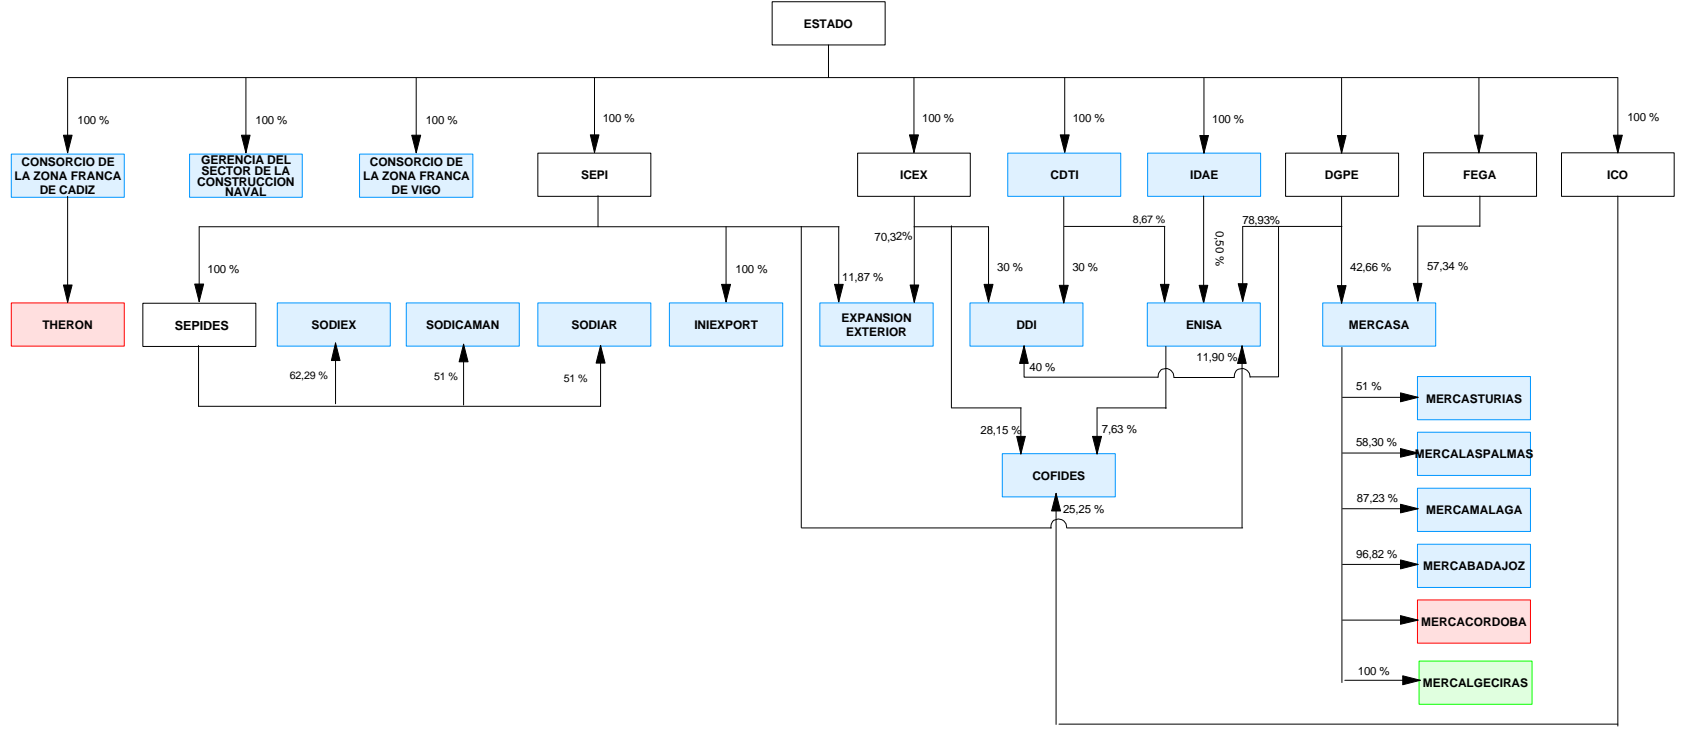 ESTADO
100 %
100 %
100 %
100 %
100 %
100 %
100 %
100 %
CONSORCIO DE
LA ZONA FRANCA
DE CADIZ
GERENCIA DEL
SECTOR DE LA
CONSTRUCCION
NAVAL
CONSORCIO DE
LA ZONA FRANCA
DE VIGO
SEPI
ICEX
CDTI
IDAE
DGPE
FEGA
ICO
8,67 %
78,93%
70,32%
0,50 %
100 %
100 %
11,87 %
30 %
30 %
42,66 %
57,34 %
THERON
SEPIDES
SODIEX
SODICAMAN
SODIAR
INIEXPORT
EXPANSION
EXTERIOR
DDI
ENISA
MERCASA
62,29 %
51 %
51 %
40 %
11,90 %
51 %
MERCASTURIAS
28,15 %
7,63 %
58,30 %
MERCALASPALMAS
COFIDES
25,25 %
87,23 %
MERCAMALAGA
96,82 %
MERCABADAJOZ
MERCACORDOBA
100 %
MERCALGECIRAS